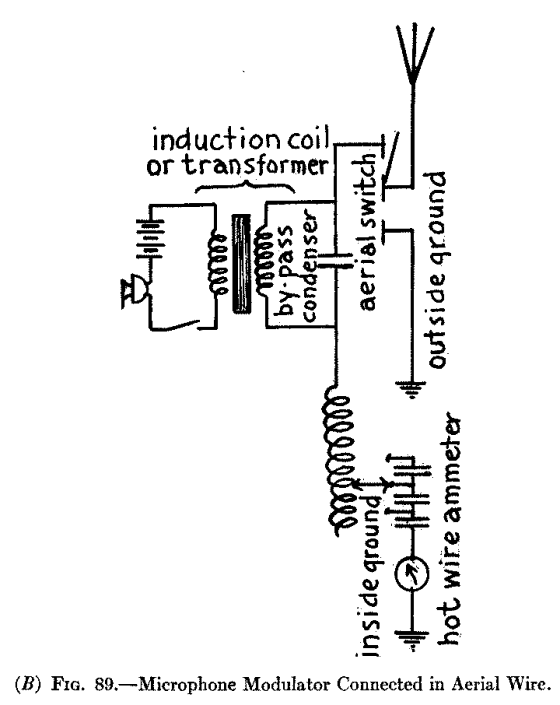 induction coil
or transformer
by-pass
condenser
aerial switch
outside ground
inside ground
hot wire ammeter
(B) FIG. 89.—Microphone Modulator Connected in Aerial Wire.